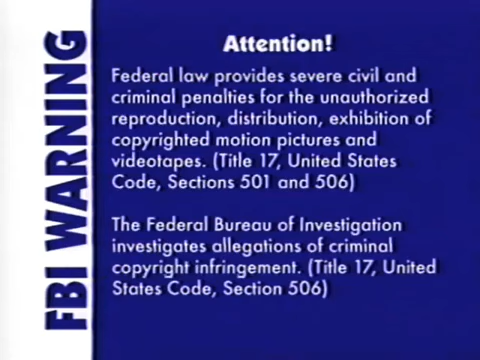 FBI WARNING
Attention!
Federal law provides severe civil and
criminal penalties for the unauthorized
reproduction, distribution, exhibition of
copyrighted motion pictures and
videotapes. (Title 17, United States
Code, Sections 501 and 506)
The Federal Bureau of Investigation
investigates allegations of criminal
copyright infringement. (Title 17, United
States Code, Section 506)